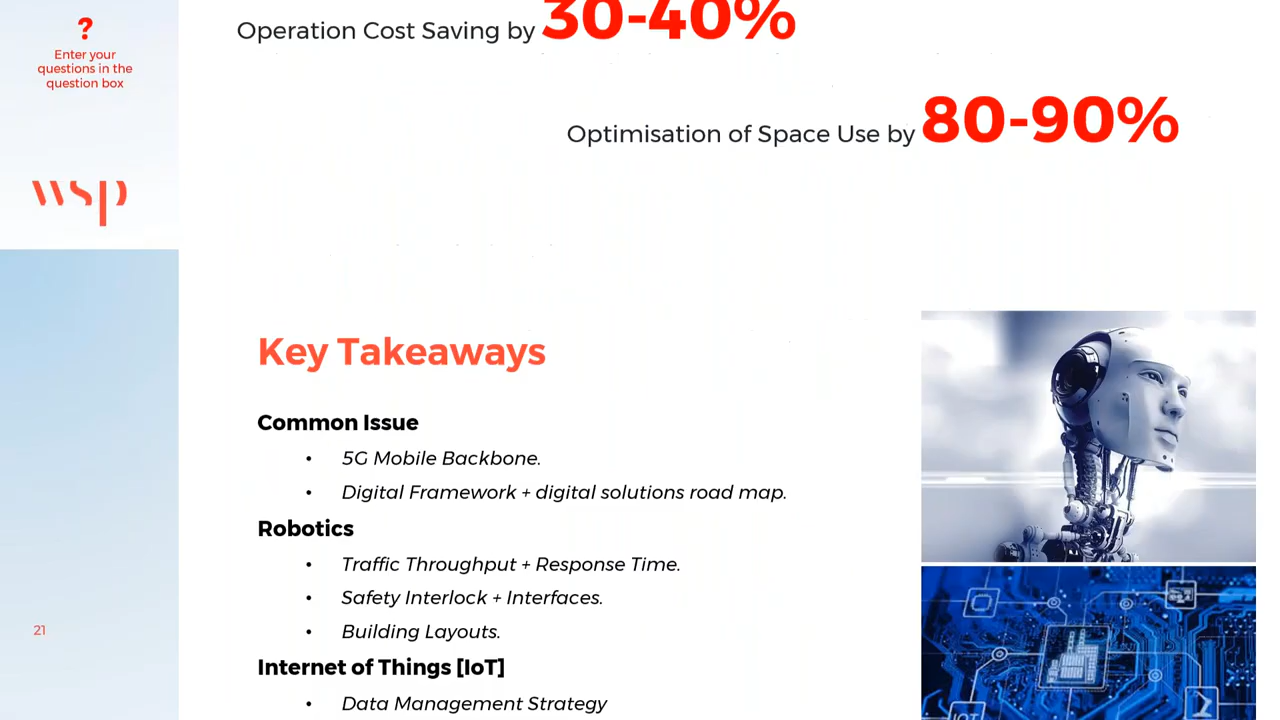 ?
Enter your
questions in the
question box
wsp
Operation Cost Saving by 30-40%
Optimisation of Space Use by 80-90%
Key Takeaways
Common Issue
• 5G Mobile Backbone.
• Digital Framework + digital solutions road map.
Robotics
• Traffic Throughput + Response Time.
• Safety Interlock + Interfaces.
• Building Layouts.
Internet of Things [IoT]
• Data Management Strategy
21
IOT